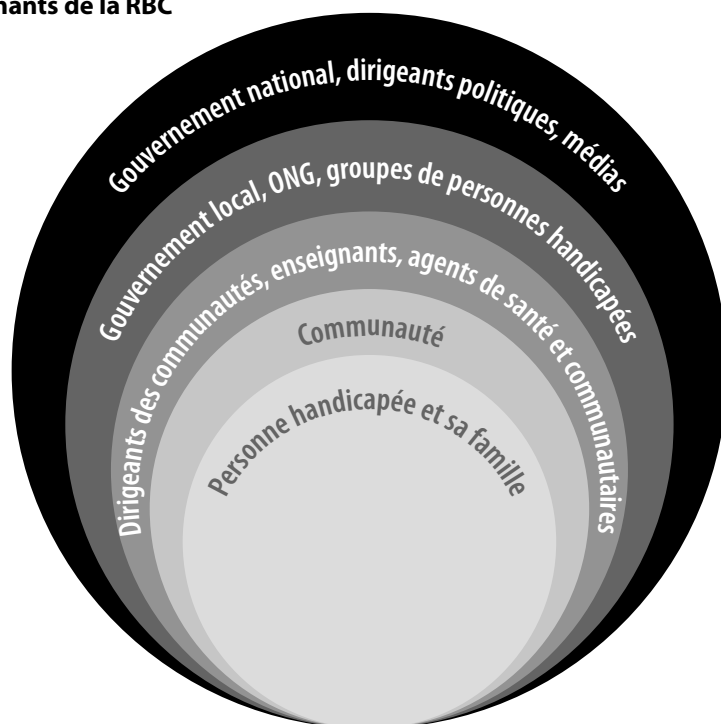 de la RBC
Gouvernement national, dirigeants politiques, médias
Gouvernement local, ONG, groupes de personnes handicapées
Dirigeants des communautés, enseignants, agents de santé et communautaires
Communauté
Personne handicapée et sa famille